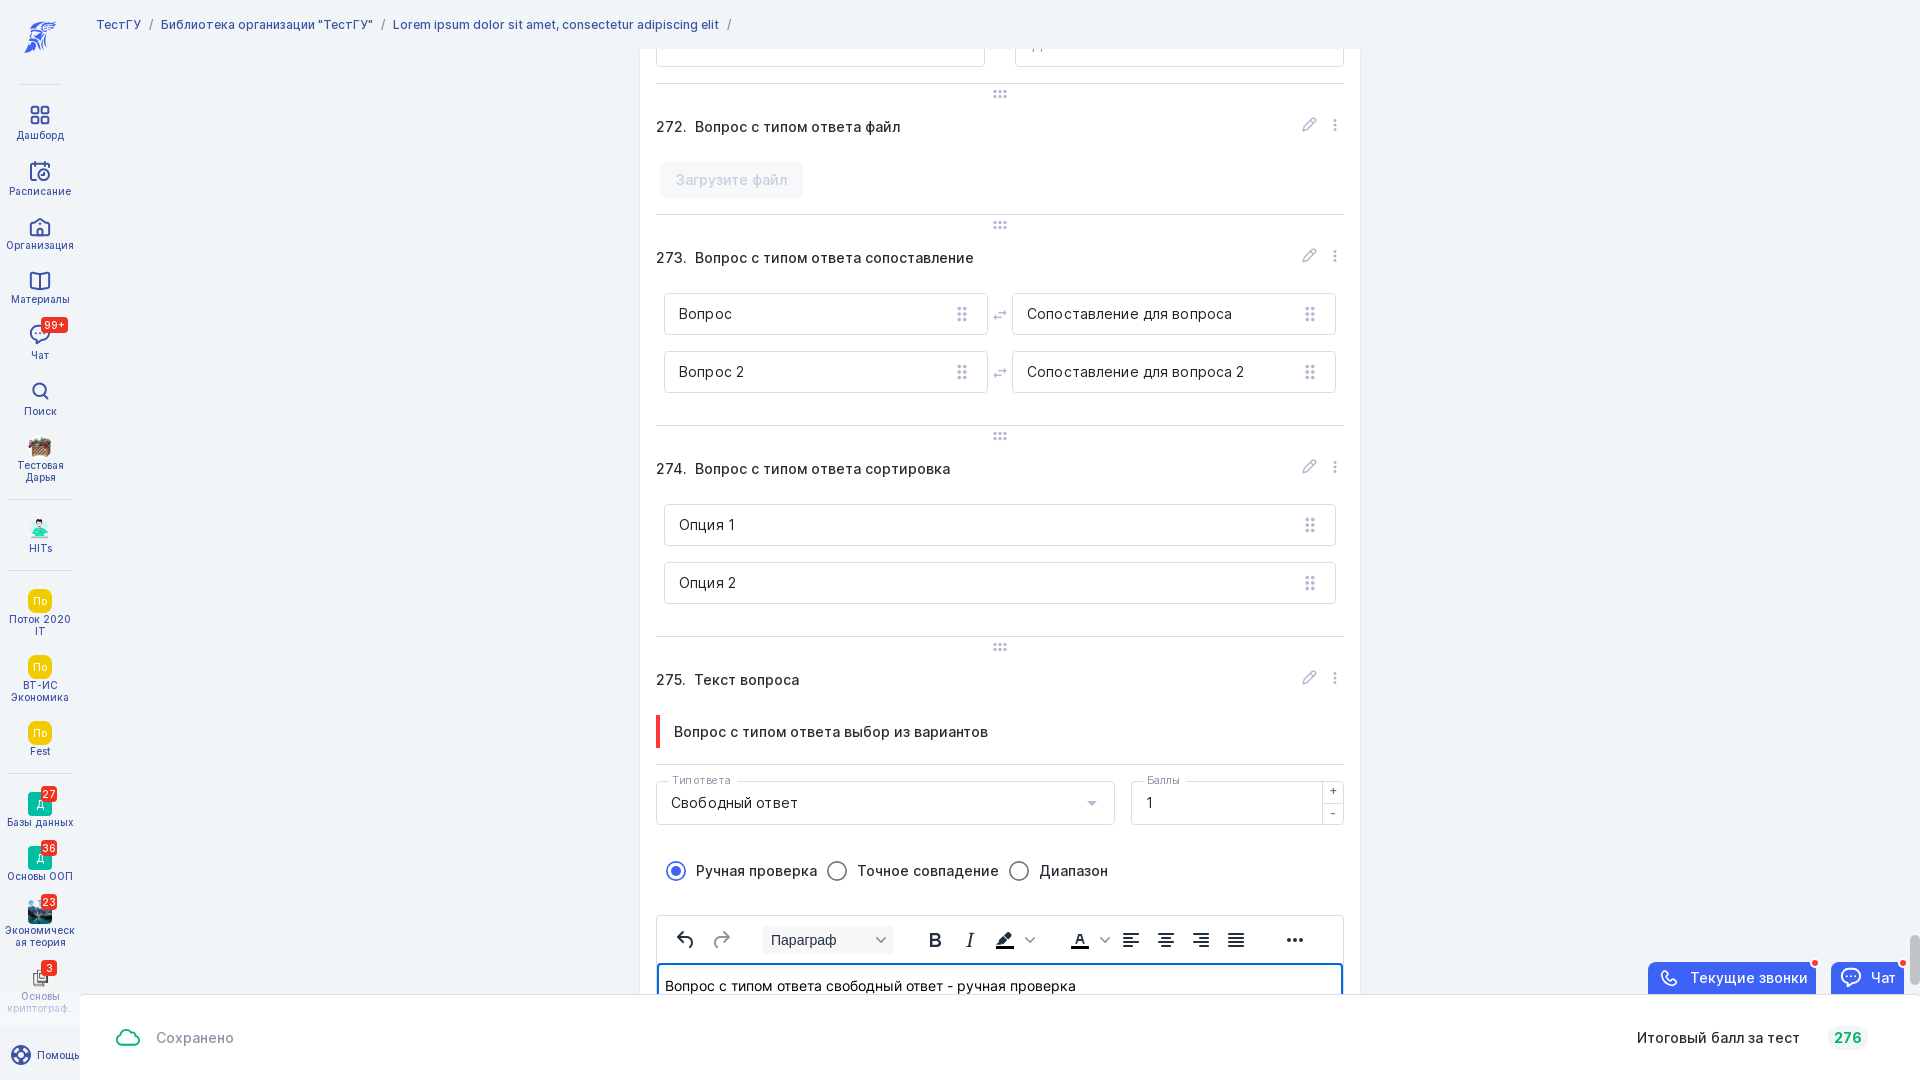 ТестГУ / Библиотека организации "ТестГУ" / Lorem ipsum dolor sit amet, consectetur adipiscing elit /
Дашборд
Расписание
Организация
Материалы
99+
Чат
Поиск
Тестовая
Дарья
HITs
По
Поток 2020
IT
По
ВТ-ИС
Экономика
По
Fest
27
Д
Базы данных
36
Д
Основы ООП
23
Экономическ
ая теория
3
Основы
криптограф...
Помощь
272. Вопрос с типом ответа файл
Загрузите файл
273. Вопрос с типом ответа сопоставление
Вопрос
Сопоставление для вопроса
Вопрос 2
Сопоставление для вопроса 2
274. Вопрос с типом ответа сортировка
Опция 1
Опция 2
275. Текст вопроса
Вопрос с типом ответа выбор из вариантов
Тип ответа
Свободный ответ
Баллы
1
+
-
Ручная проверка
Точное совпадение
Диапазон
Параграф
Вопрос с типом ответа свободный ответ - ручная проверка
Текущие звонки
Чат
Сохранено
Итоговый балл за тест 276